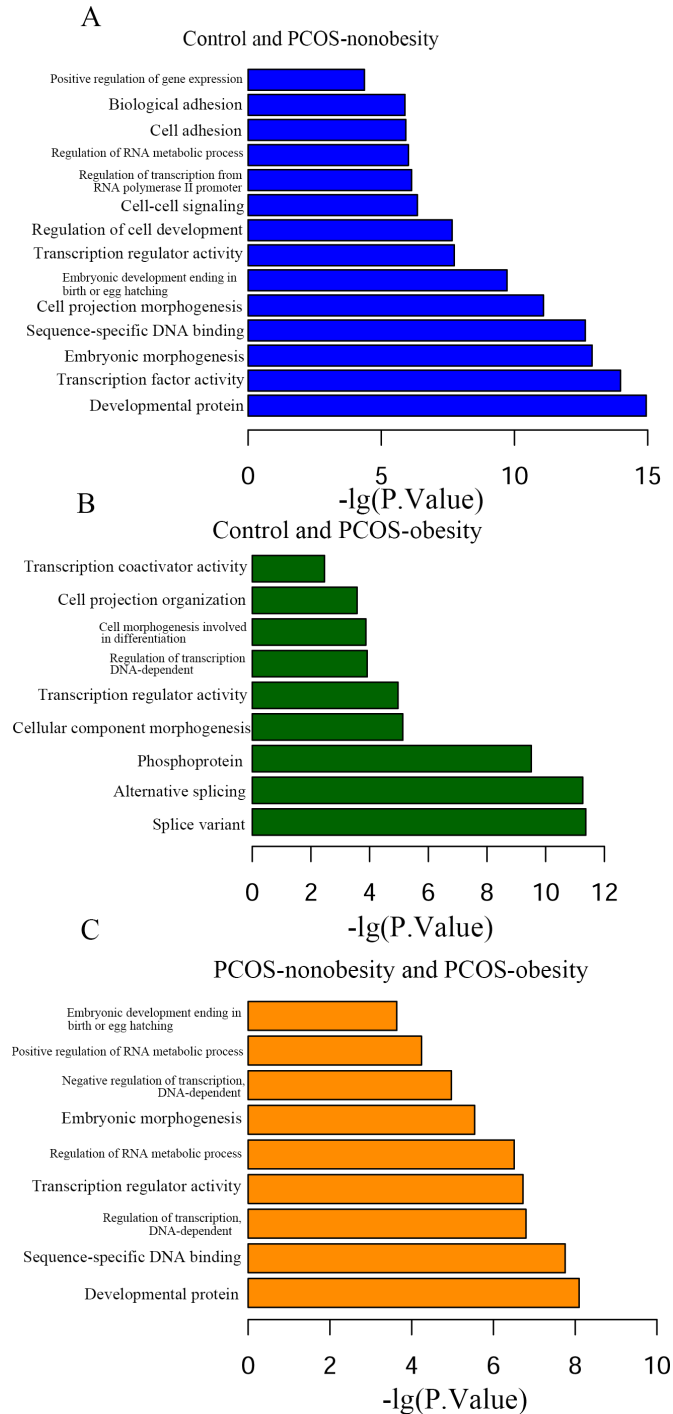 A
Control and PCOS-nonobesity
Positive regulation of gene expression
Biological adhesion
Cell adhesion
Regulation of RNA metabolic process
Regulation of transcription from
RNA polymerase II promoter
Cell-cell signaling
Regulation of cell development
Transcription regulator activity
Embryonic development ending in
birth or egg hatching
Cell projection morphogenesis
Sequence-specific DNA binding
Embryonic morphogenesis
Transcription factor activity
Developmental protein
0 5 10 15
-lg(P.Value)
B
Control and PCOS-obesity
Transcription coactivator activity
Cell projection organization
Cell morphogenesis involved
in differentiation
Regulation of transcription
DNA-dependent
Transcription regulator activity
Cellular component morphogenesis
Phosphoprotein
Alternative splicing
Splice variant
0 2 4 6 8 10 12
-lg(P.Value)
C
PCOS-nonobesity and PCOS-obesity
Embryonic development ending in
birth or egg hatching
Positive regulation of RNA metabolic process
Negative regulation of transcription,
DNA-dependent
Embryonic morphogenesis
Regulation of RNA metabolic process
Transcription regulator activity
Regulation of transcription,
DNA-dependent
Sequence-specific DNA binding
Developmental protein
0 2 4 6 8 10
-lg(P.Value)